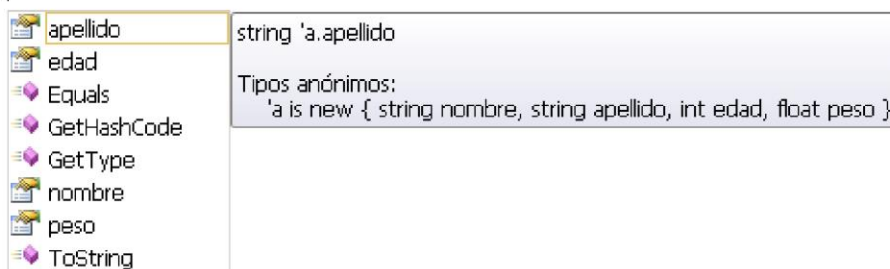 apellido
edad
Equals
GetHashCode
GetType
nombre
peso
ToString
string 'a.apellido
Tipos anónimos:
'a is new { string nombre, string apellido, int edad, float peso }